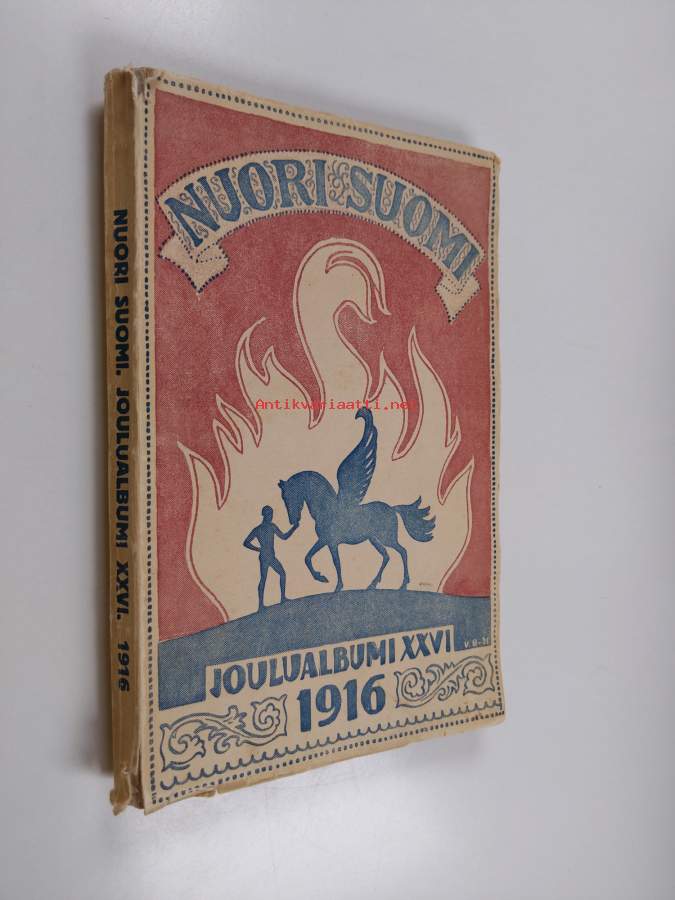 NUORI SUOMI
Antikvariaatti.net
JOULUALBUMI XXVI
V. B-M
1916
NUORI SUOMI. JOULUALBUMI XXVI. 1916